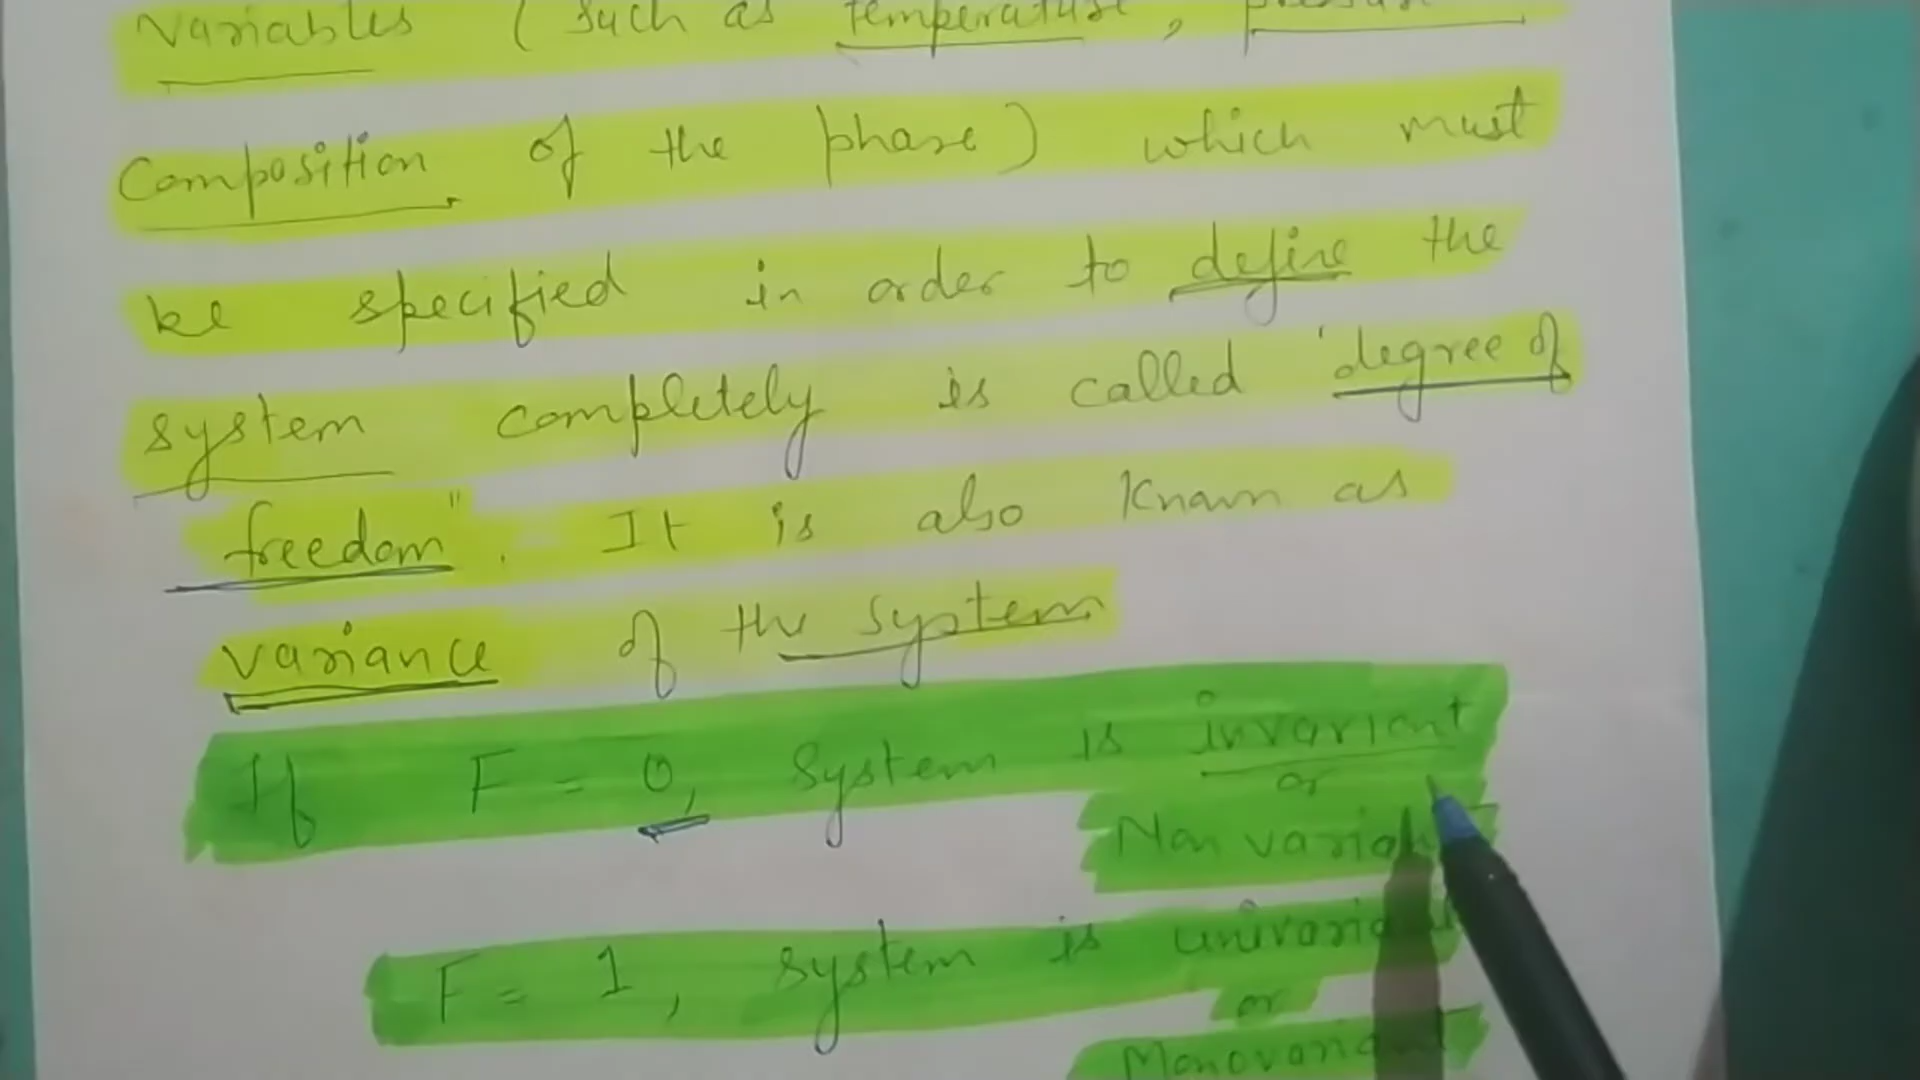 Variables (such as temperature,
Composition of the phase) which must
be specified in order to define the
system completely is called 'degree of
freedom". It is also known as
variance of the system
If F = 0, System is invariant
or
Non
F = 1, system is
or
Monovariant